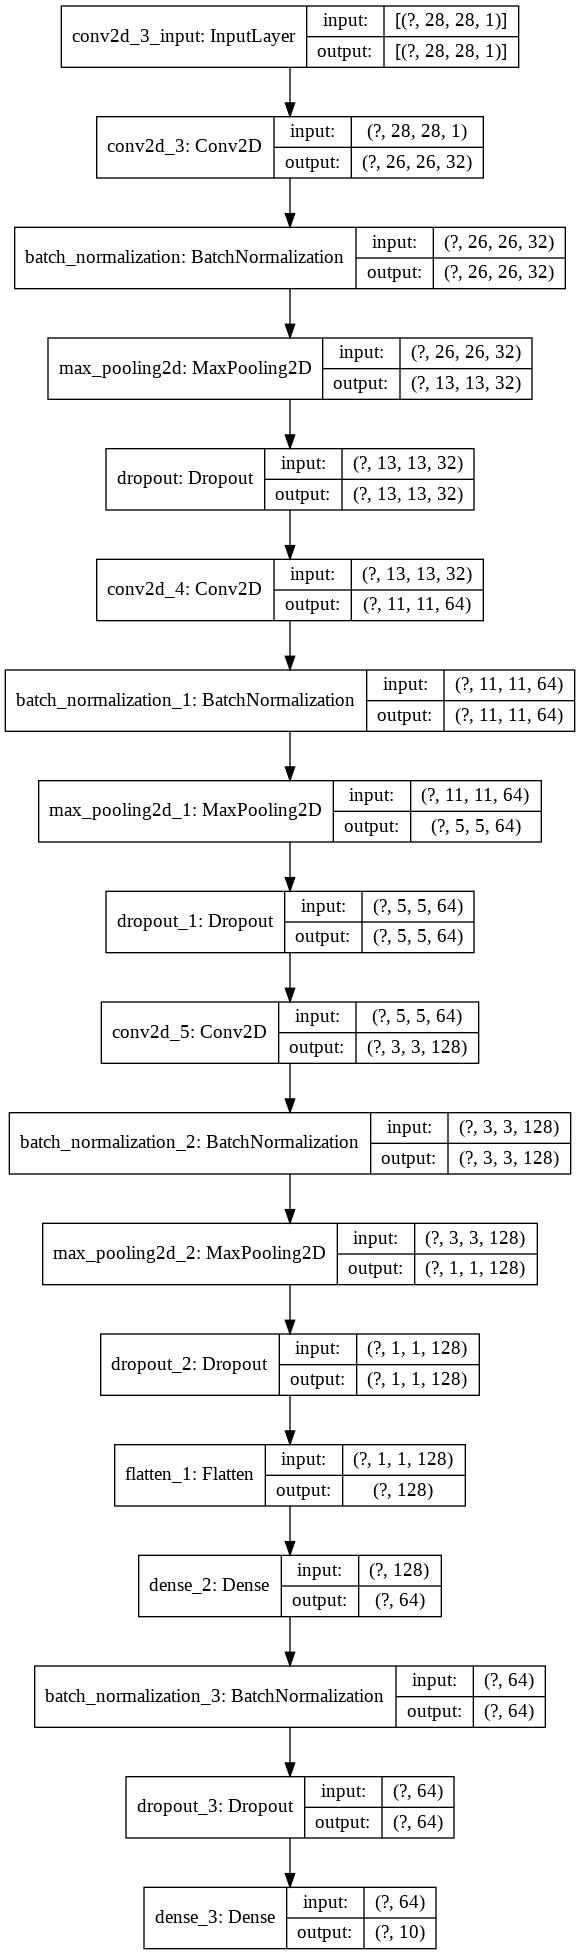 conv2d_3_input: InputLayer
input: [(?, 28, 28, 1)]
output: [(?, 28, 28, 1)]
conv2d_3: Conv2D
input: (?, 28, 28, 1)
output: (?, 26, 26, 32)
batch_normalization: BatchNormalization
input: (?, 26, 26, 32)
output: (?, 26, 26, 32)
max_pooling2d: MaxPooling2D
input: (?, 26, 26, 32)
output: (?, 13, 13, 32)
dropout: Dropout
input: (?, 13, 13, 32)
output: (?, 13, 13, 32)
conv2d_4: Conv2D
input: (?, 13, 13, 32)
output: (?, 11, 11, 64)
batch_normalization_1: BatchNormalization
input: (?, 11, 11, 64)
output: (?, 11, 11, 64)
max_pooling2d_1: MaxPooling2D
input: (?, 11, 11, 64)
output: (?, 5, 5, 64)
dropout_1: Dropout
input: (?, 5, 5, 64)
output: (?, 5, 5, 64)
conv2d_5: Conv2D
input: (?, 5, 5, 64)
output: (?, 3, 3, 128)
batch_normalization_2: BatchNormalization
input: (?, 3, 3, 128)
output: (?, 3, 3, 128)
max_pooling2d_2: MaxPooling2D
input: (?, 3, 3, 128)
output: (?, 1, 1, 128)
dropout_2: Dropout
input: (?, 1, 1, 128)
output: (?, 1, 1, 128)
flatten_1: Flatten
input: (?, 1, 1, 128)
output: (?, 128)
dense_2: Dense
input: (?, 128)
output: (?, 64)
batch_normalization_3: BatchNormalization
input: (?, 64)
output: (?, 64)
dropout_3: Dropout
input: (?, 64)
output: (?, 64)
dense_3: Dense
input: (?, 64)
output: (?, 10)